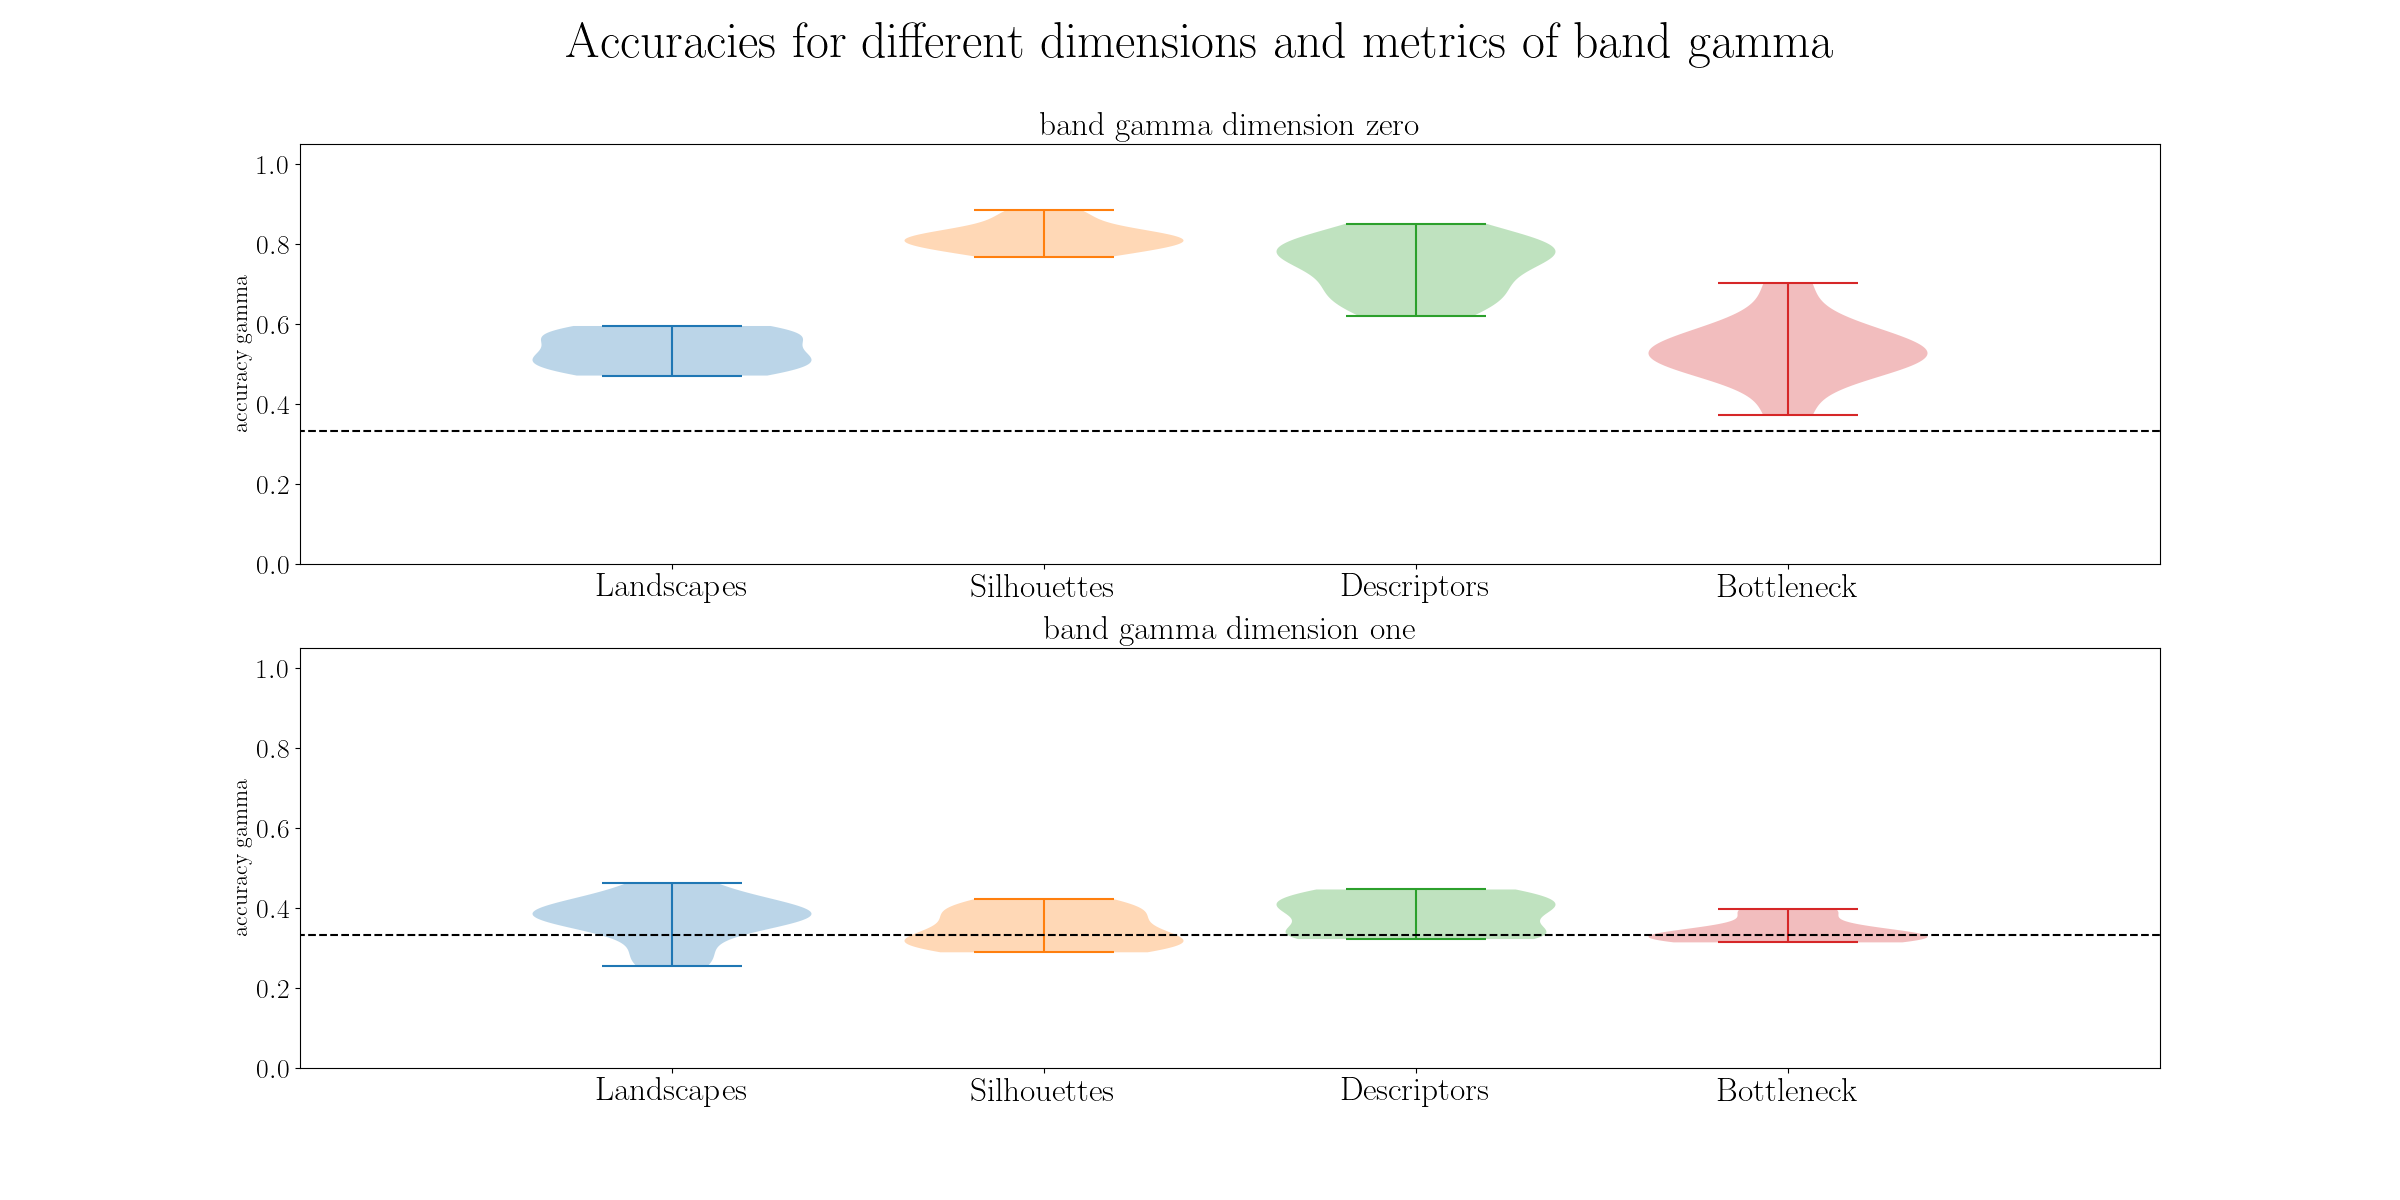 Accuracies for different dimensions and metrics of band gamma
band gamma dimension zero
accuracy gamma
1.0
0.8
0.6
0.4
0.2
0.0
Landscapes Silhouettes Descriptors Bottleneck
band gamma dimension one
accuracy gamma
1.0
0.8
0.6
0.4
0.2
0.0
Landscapes Silhouettes Descriptors Bottleneck